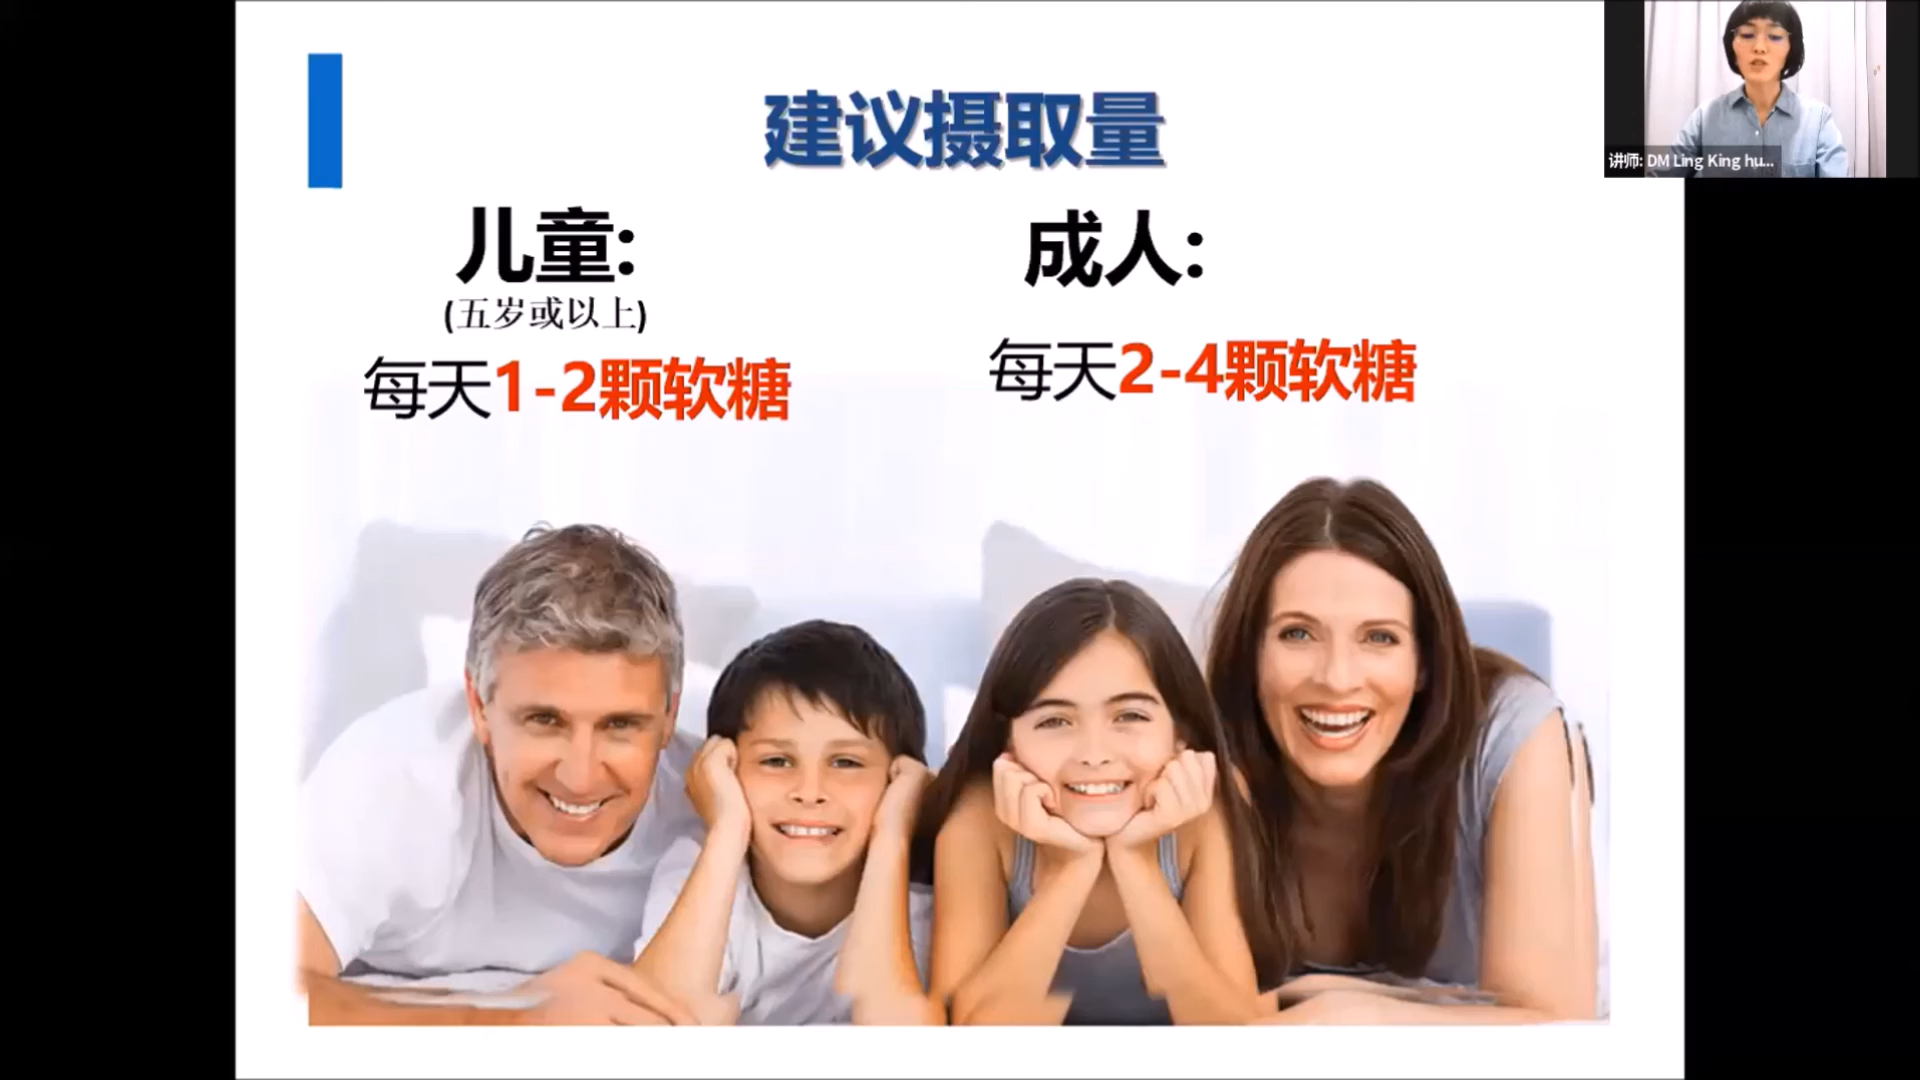 建议摄取量
儿童:
(五岁或以上)
每天1-2颗软糖
成人:
每天2-4颗软糖
讲师: DM Ling King hu...